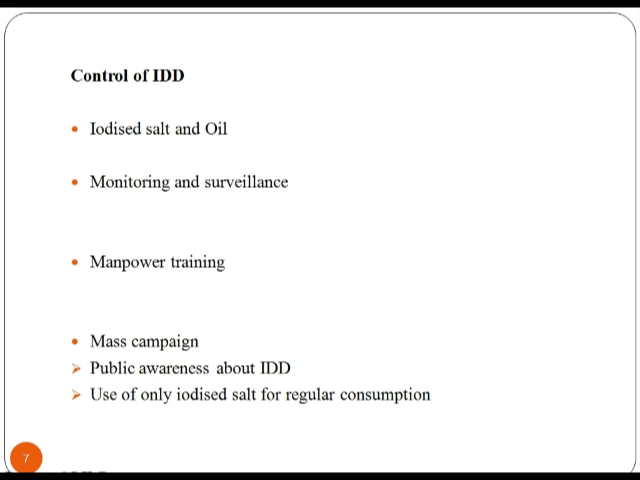 Control of IDD
Iodised salt and Oil
Monitoring and surveillance
Manpower training
Mass campaign
Public awareness about IDD
Use of only iodised salt for regular consumption
7